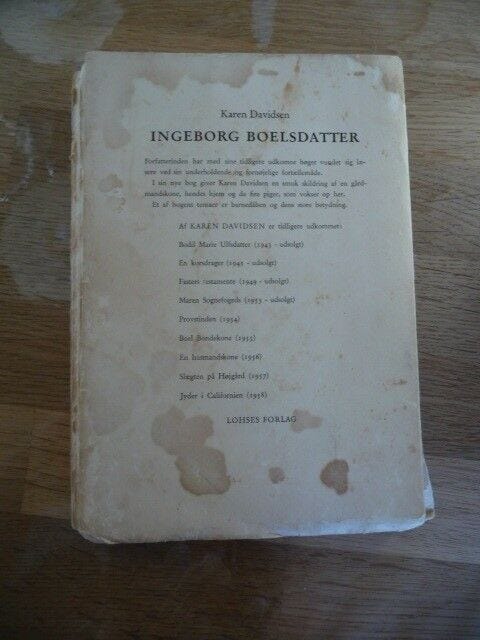 Karen Davidsen
INGEBORG BOELSDATTER
Forfatterinden har med sine tidligere udkomne bøger vundet sig læ-
sere ved sin underholdende og fornøjelige fortællemåde.
I sin nye bog giver Karen Davidsen en smuk skildring af en gård-
mandskone, hendes hjem og de fire piger, som vokser op her.
Et af bogens temaer er barnedåben og dens store betydning.
Af KAREN DAVIDSEN er tidligere udkommet:
Bodil Marie Ulfsdatter (1943 - udsolgt)
En korsdrager (1945 - udsolgt)
Fasters testamente (1949 - udsolgt)
Maren Sognefogeds (1953 - udsolgt)
Provstinden (1954)
Boel Bondekone (1955)
En husmandskone (1956)
Slægten på Højgård (1957)
Jyder i Californien (1958)
LOHSES FORLAG